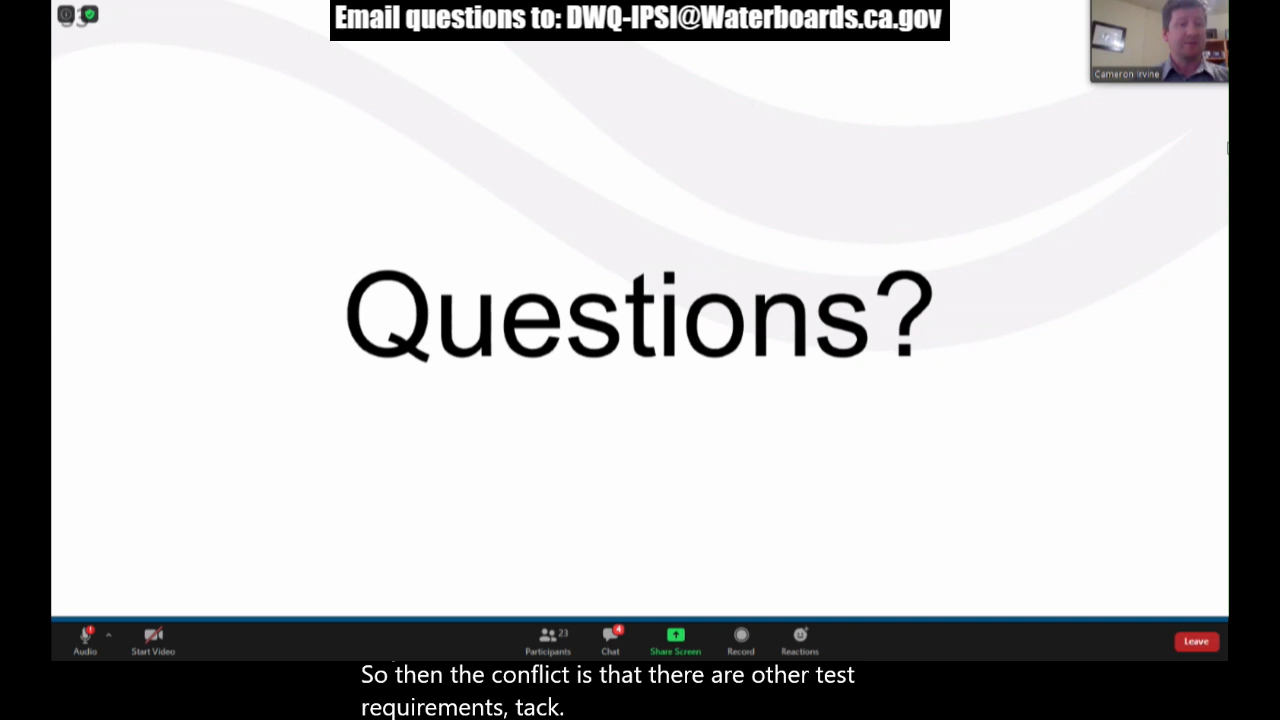 Email questions to: DWQ-IPSI@Waterboards.ca.gov
Cameron Irvine
Questions?
23
4
Audio
Start Video
Participants
Chat
Share Screen
Record
Reactions
Leave
So then the conflict is that there are other test
requirements, tack.